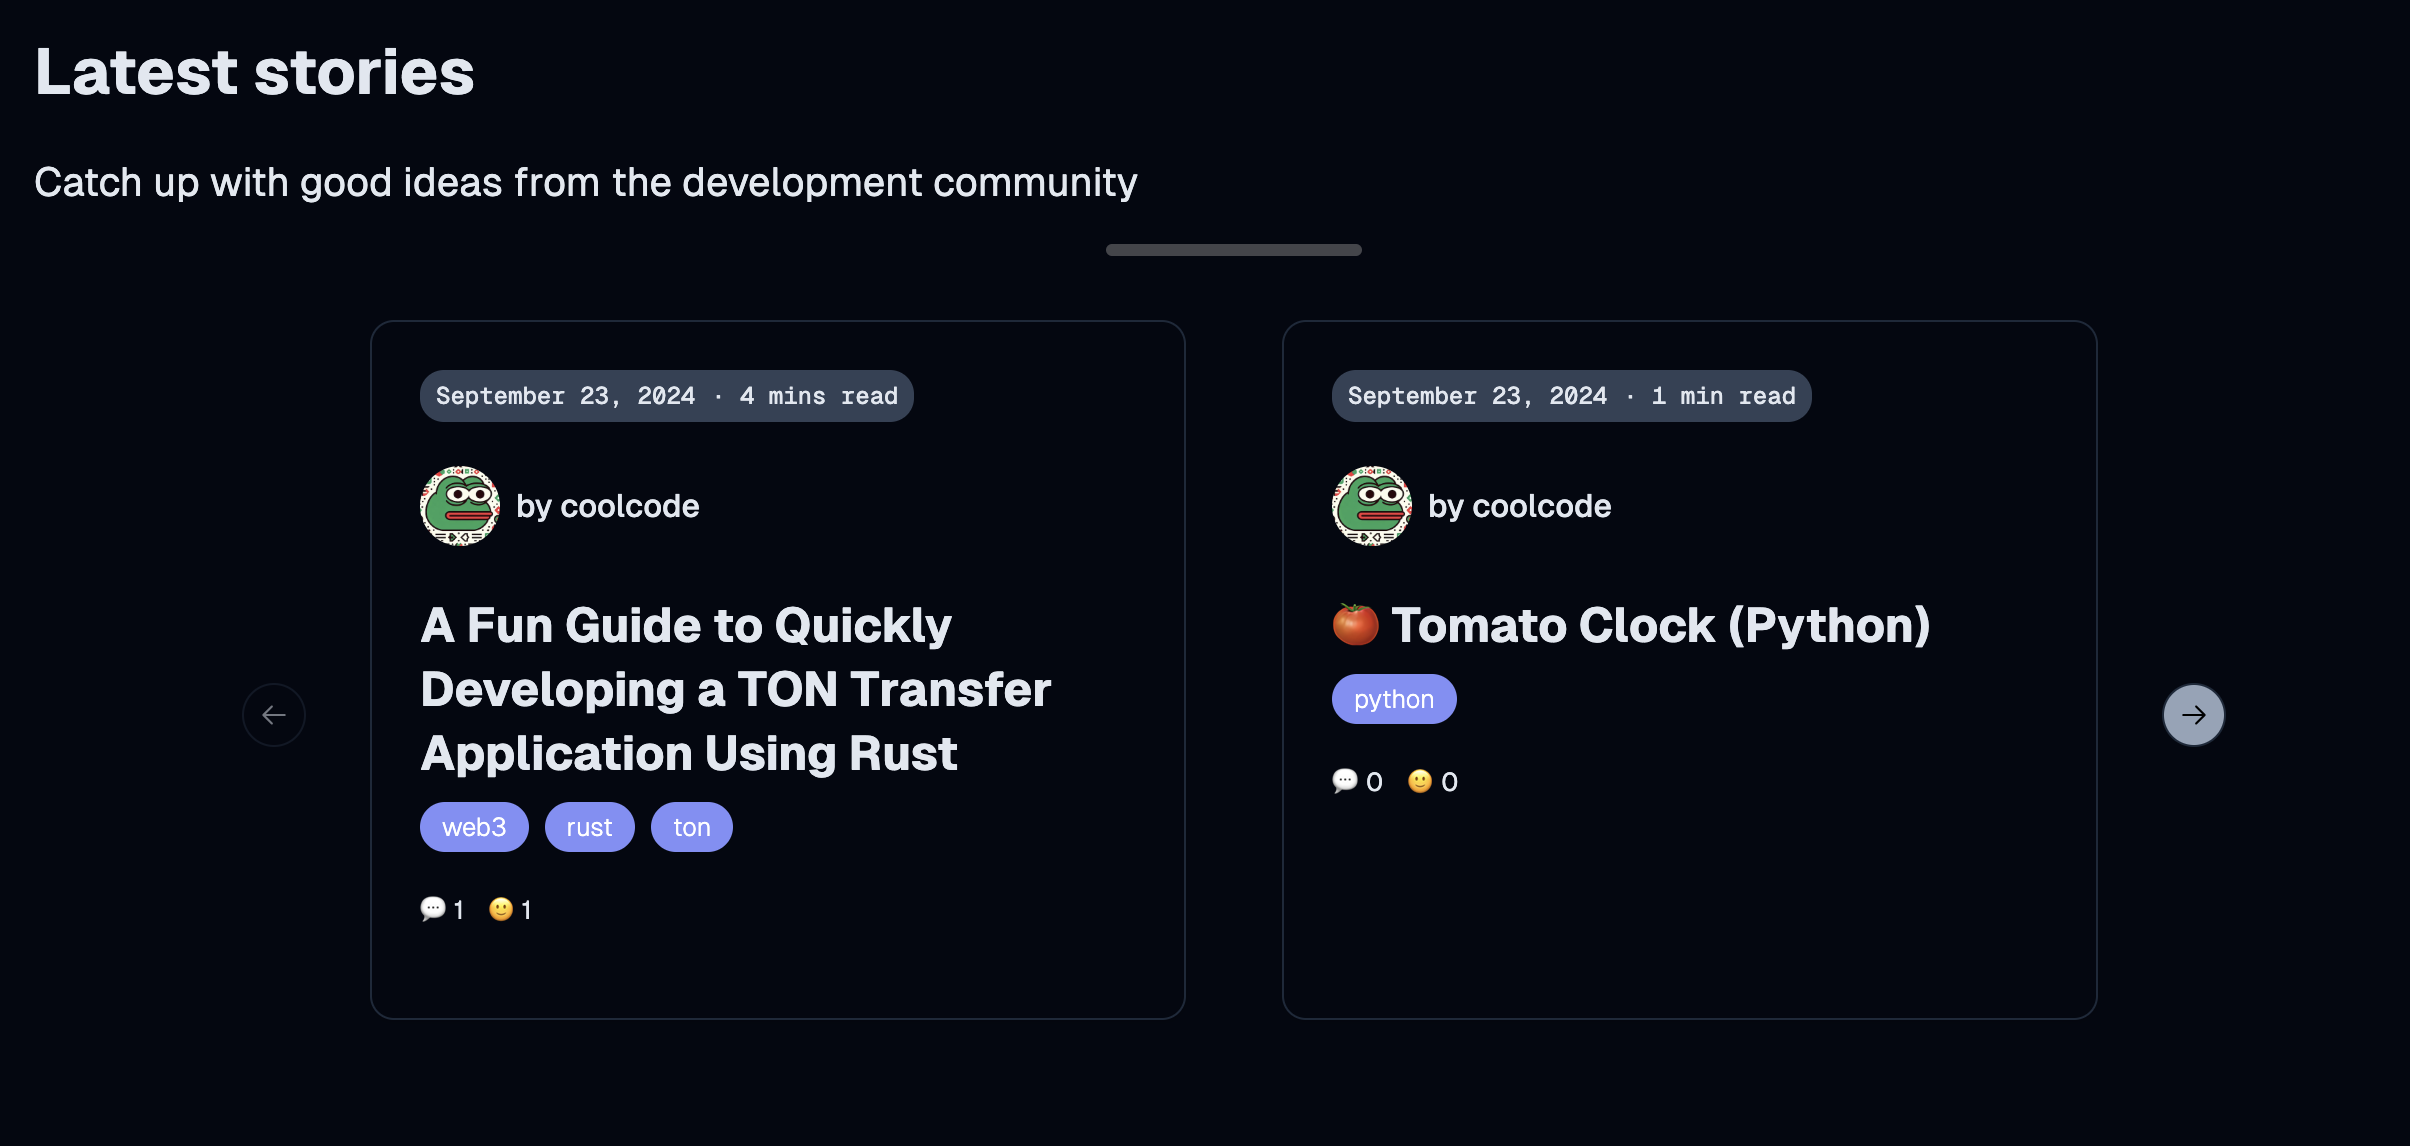 Latest stories
Catch up with good ideas from the development community
September 23, 2024 · 4 mins read
by coolcode
A Fun Guide to Quickly
Developing a TON Transfer
Application Using Rust
web3 rust ton
💬 1 🙂 1
September 23, 2024 · 1 min read
by coolcode
🍅 Tomato Clock (Python)
python
💬 0 🙂 0